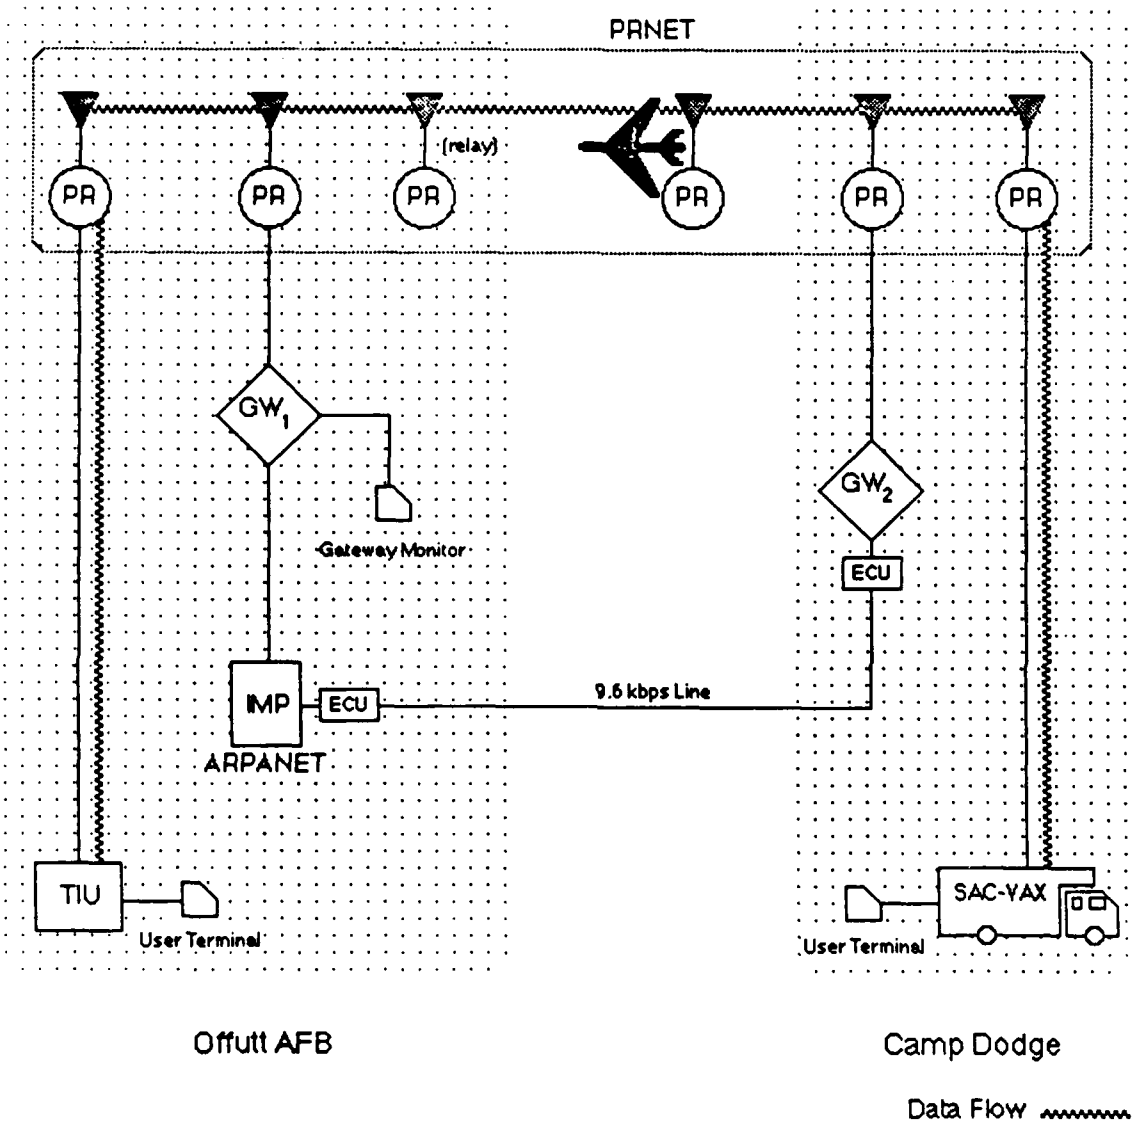 PRNET
(relay)
PR
PR
PR
PR
PR
PR
GW1
GW2
Gateway Monitor
ECU
9.6 kbps Line
IMP
ECU
ARPANET
TIU
SAC-VAX
User Terminal
User Terminal
Offutt AFB
Camp Dodge
Data Flow